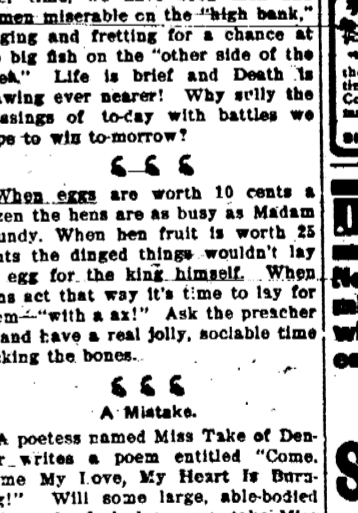 men miserable on the "high bank,"
ging and fretting for a chance at
big fish on the "other side of the
Life is brief and Death is
wing ever nearer! Why sully the
asings of to-day with battles we
pe to win to-morrow?
When eggs are worth 10 cents a
zen the hens are as busy as Madam
undy. When hen fruit is worth 25
nts the dinged things wouldn't lay
egg for the king himself. When
ns act that way it's time to lay for
em—"with a ax!" Ask the preacher
and have a real jolly, sociable time
king the bones.
A Mistake.
A poetess named Miss Take of Den-
r writes a poem entitled "Come,
me My Love, My Heart Is Burn-
g!" Will some large, able-bodied